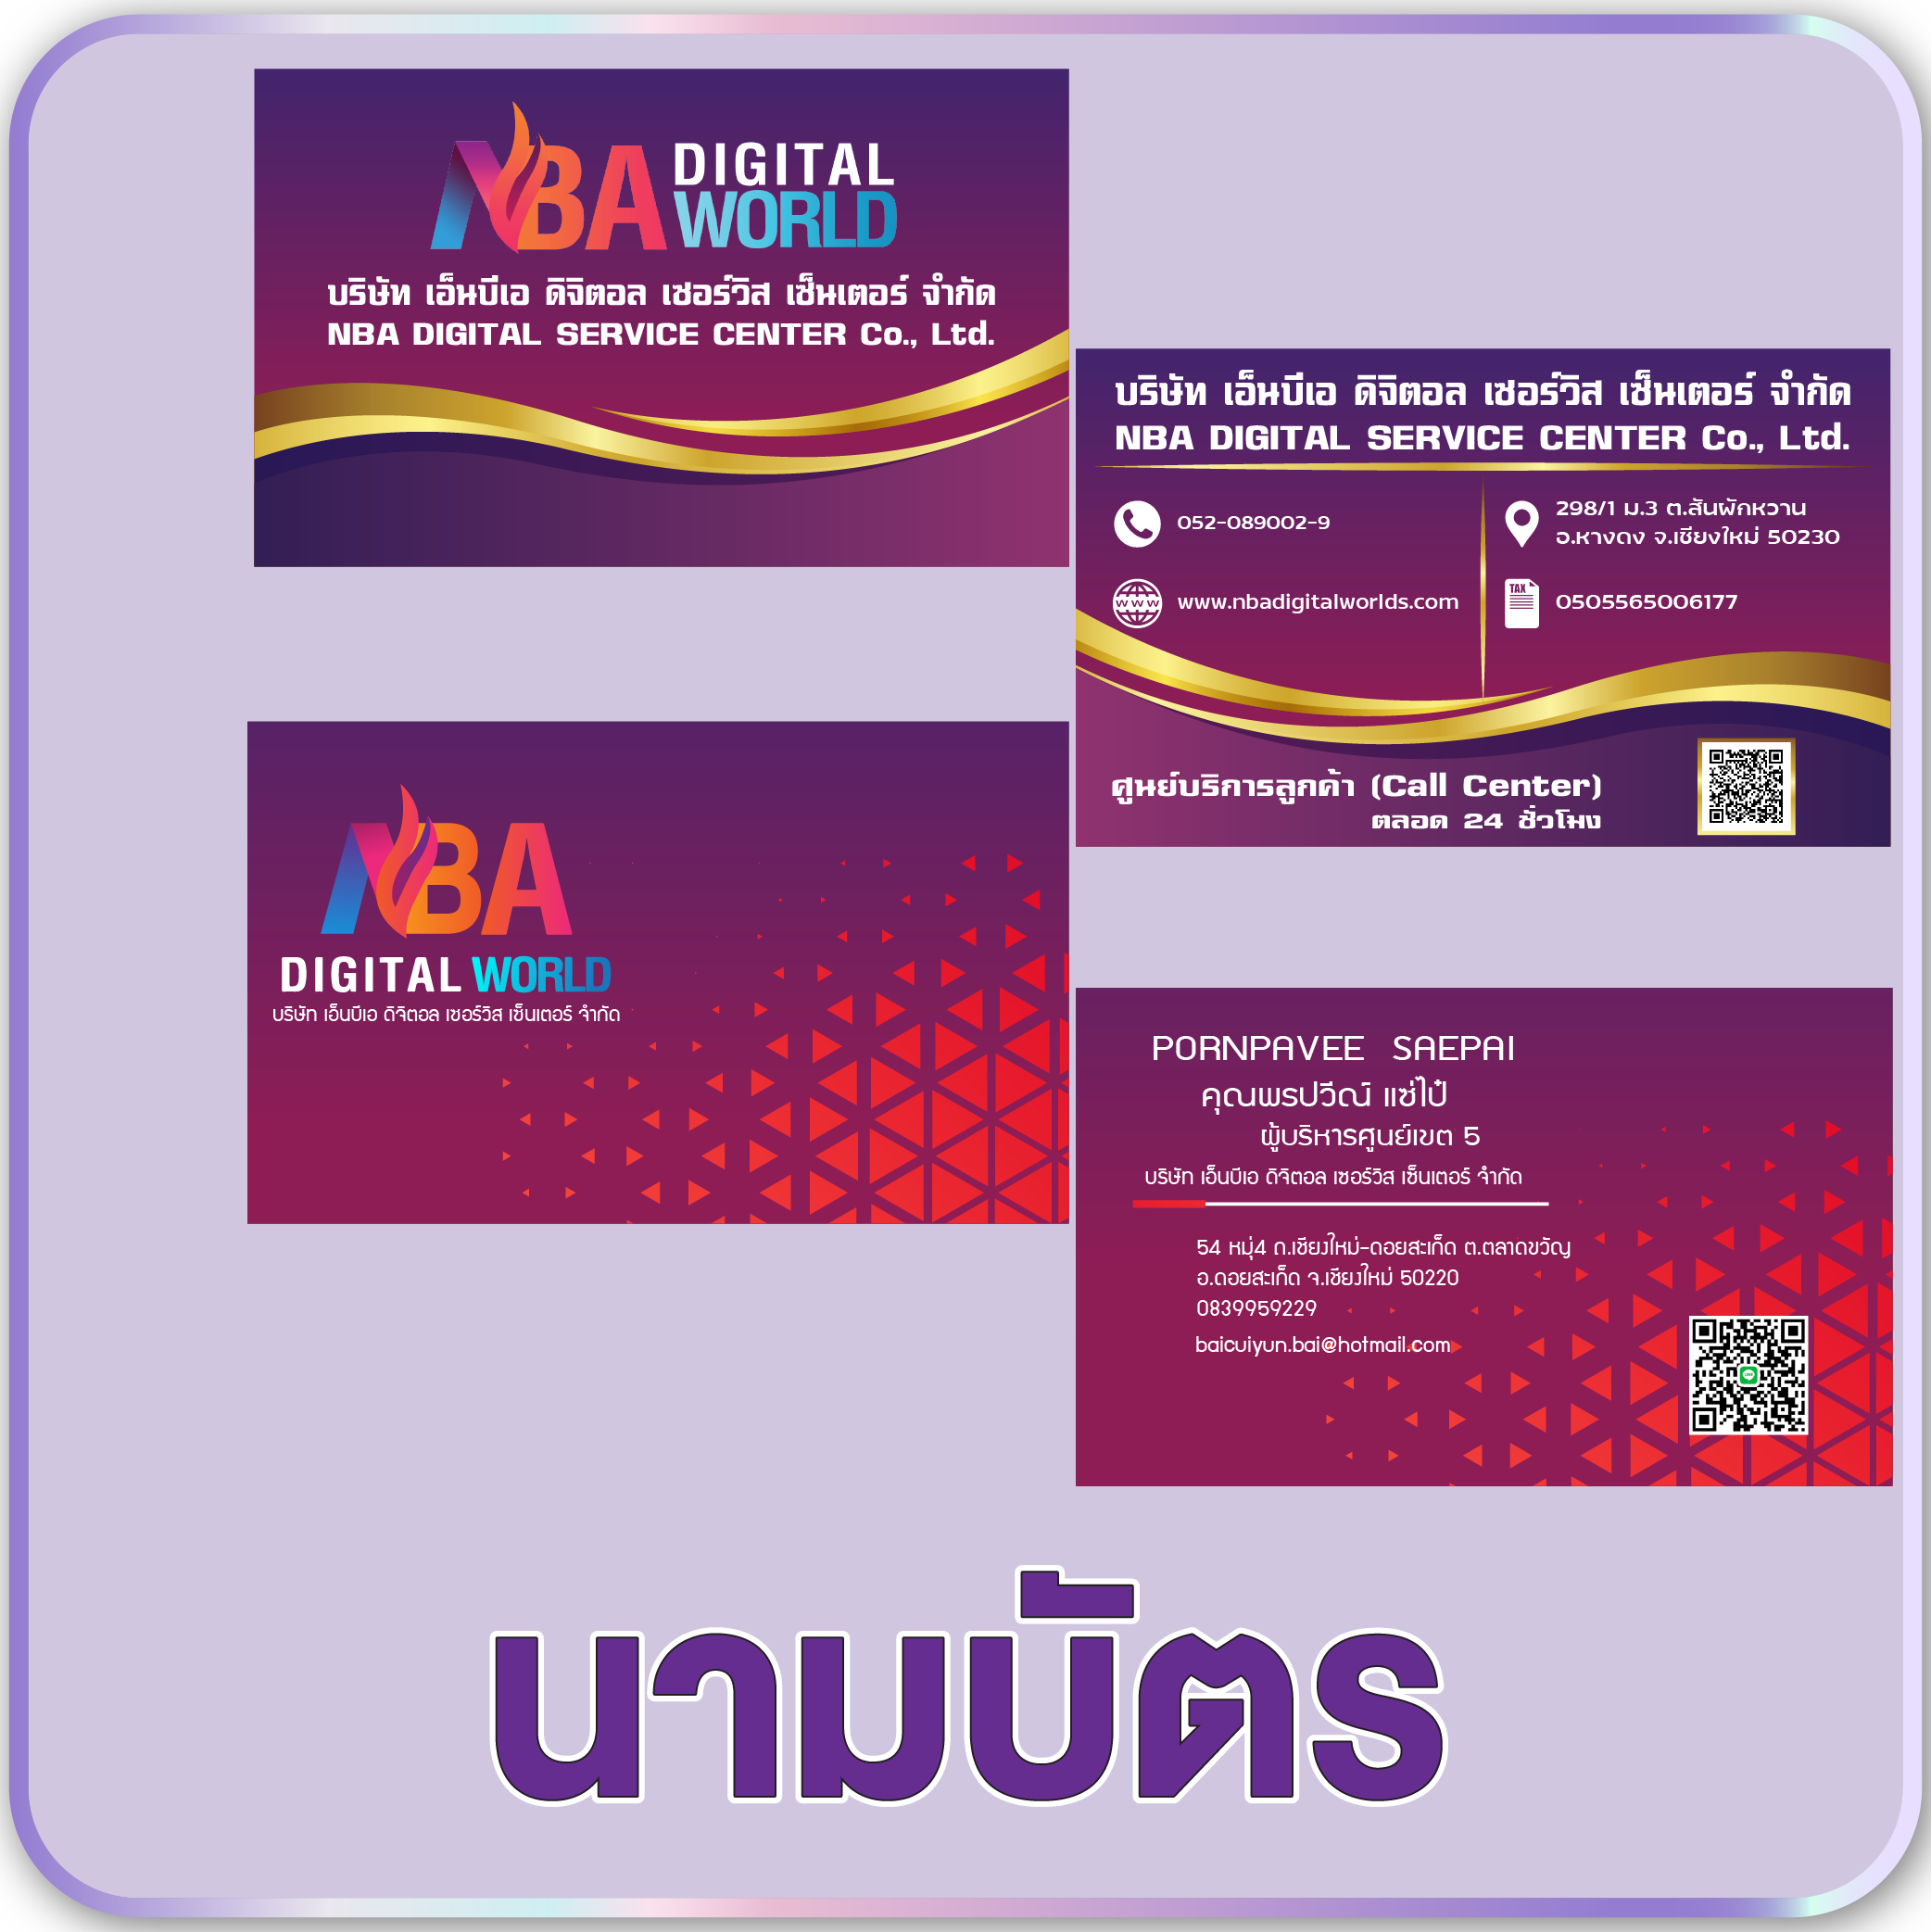 NBA DIGITAL
WORLD
บริษัท เอ็นบีเอ ดิจิตอล เซอร์วิส เซ็นเตอร์ จำกัด
NBA DIGITAL SERVICE CENTER Co., Ltd.
บริษัท เอ็นบีเอ ดิจิตอล เซอร์วิส เซ็นเตอร์ จำกัด
NBA DIGITAL SERVICE CENTER Co., Ltd.
052-089002-9
298/1 ม.3 ต.สันผักหวาน
อ.หางดง จ.เชียงใหม่ 50230
WWW
www.nbadigitalworlds.com
TAX
0505565006177
ศูนย์บริการลูกค้า (Call Center)
ตลอด 24 ชั่วโมง
NBA
DIGITAL WORLD
บริษัท เอ็นบีเอ ดิจิตอล เซอร์วิส เซ็นเตอร์ จำกัด
PORNPAVEE SAEPAI
คุณพรปวีณ์ แซ่ไป๋
ผู้บริหารศูนย์เขต 5
บริษัท เอ็นบีเอ ดิจิตอล เซอร์วิส เซ็นเตอร์ จำกัด
54 หมู่4 ถ.เชียงใหม่-ดอยสะเก็ด ต.ตลาดขวัญ
อ.ดอยสะเก็ด จ.เชียงใหม่ 50220
0839959229
baicuiyun.bai@hotmail.com
นามบัตร